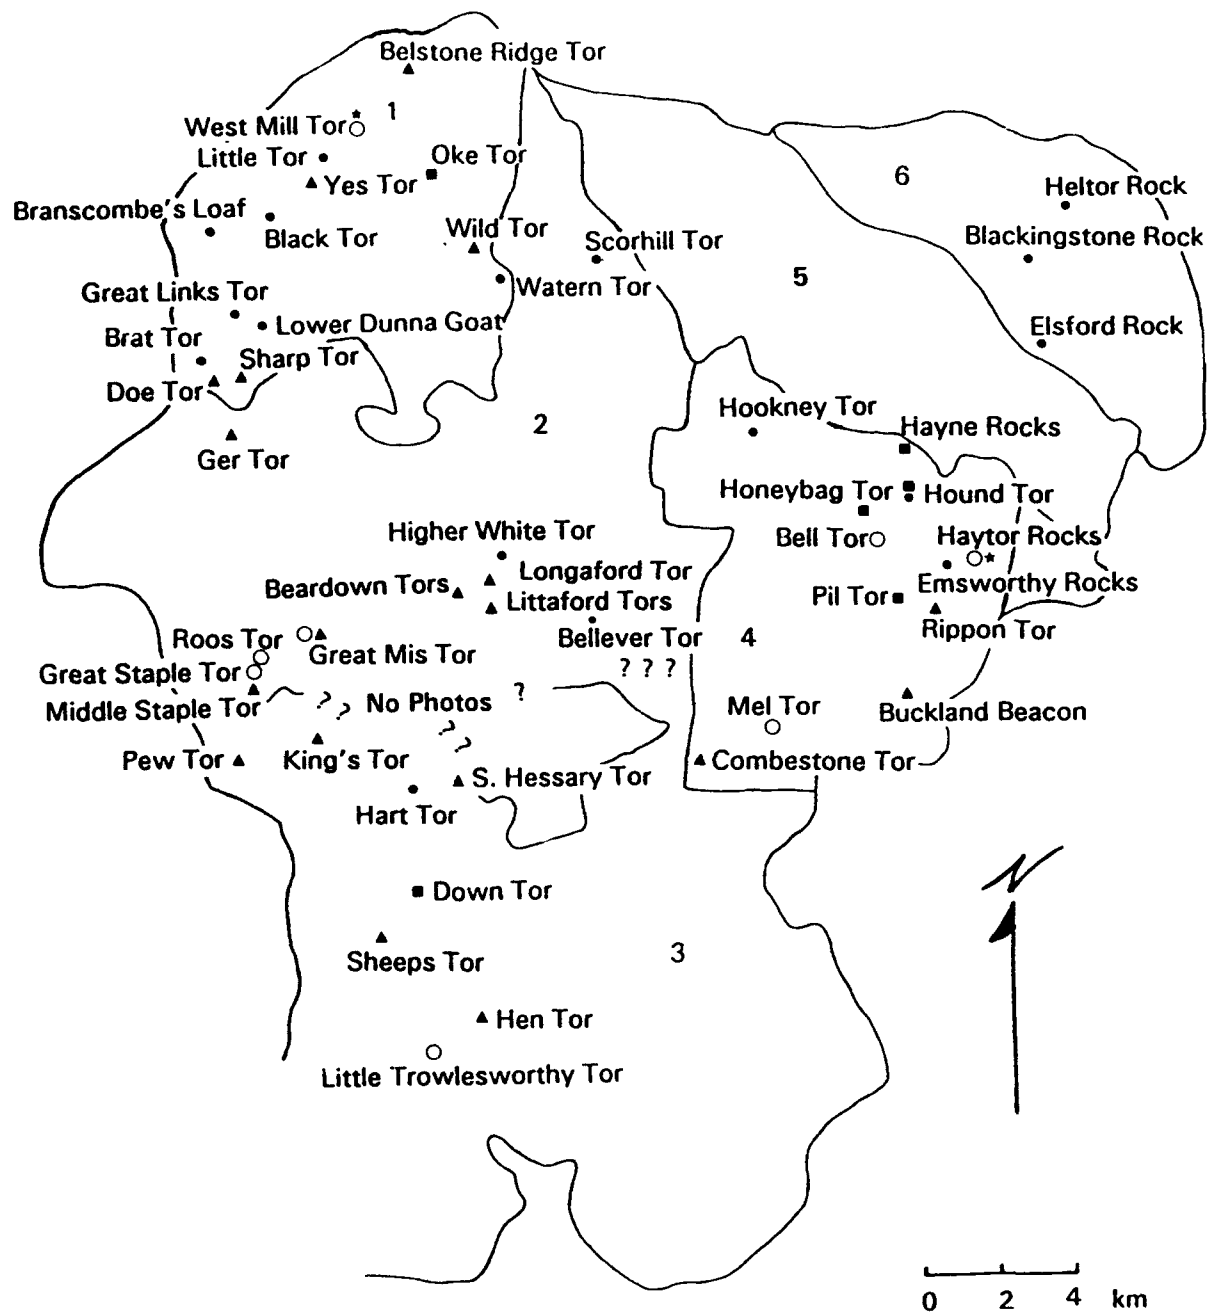 Belstone Ridge Tor
1
West Mill Tor
Little Tor
Oke Tor
Yes Tor
6
Heltor Rock
Branscombe's Loaf
Black Tor
Wild Tor
Scorhill Tor
Blackingstone Rock
Great Links Tor
Watern Tor
5
Brat Tor
Lower Dunna Goat
Elsford Rock
Sharp Tor
Doe Tor
Hookney Tor
2
Hayne Rocks
Ger Tor
Honeybag Tor
Hound Tor
Higher White Tor
Bell Tor
Haytor Rocks
Longaford Tor
Beardown Tors
Emsworthy Rocks
Littaford Tors
Pil Tor
Roos Tor
Bellever Tor
4
Rippon Tor
Great Mis Tor
? ? ?
Great Staple Tor
? ?
No Photos
?
Middle Staple Tor
Mel Tor
Buckland Beacon
? ?
Pew Tor
King's Tor
Combestone Tor
S. Hessary Tor
Hart Tor
Down Tor
3
Sheeps Tor
Hen Tor
Little Trowlesworthy Tor
N
0 2 4 km